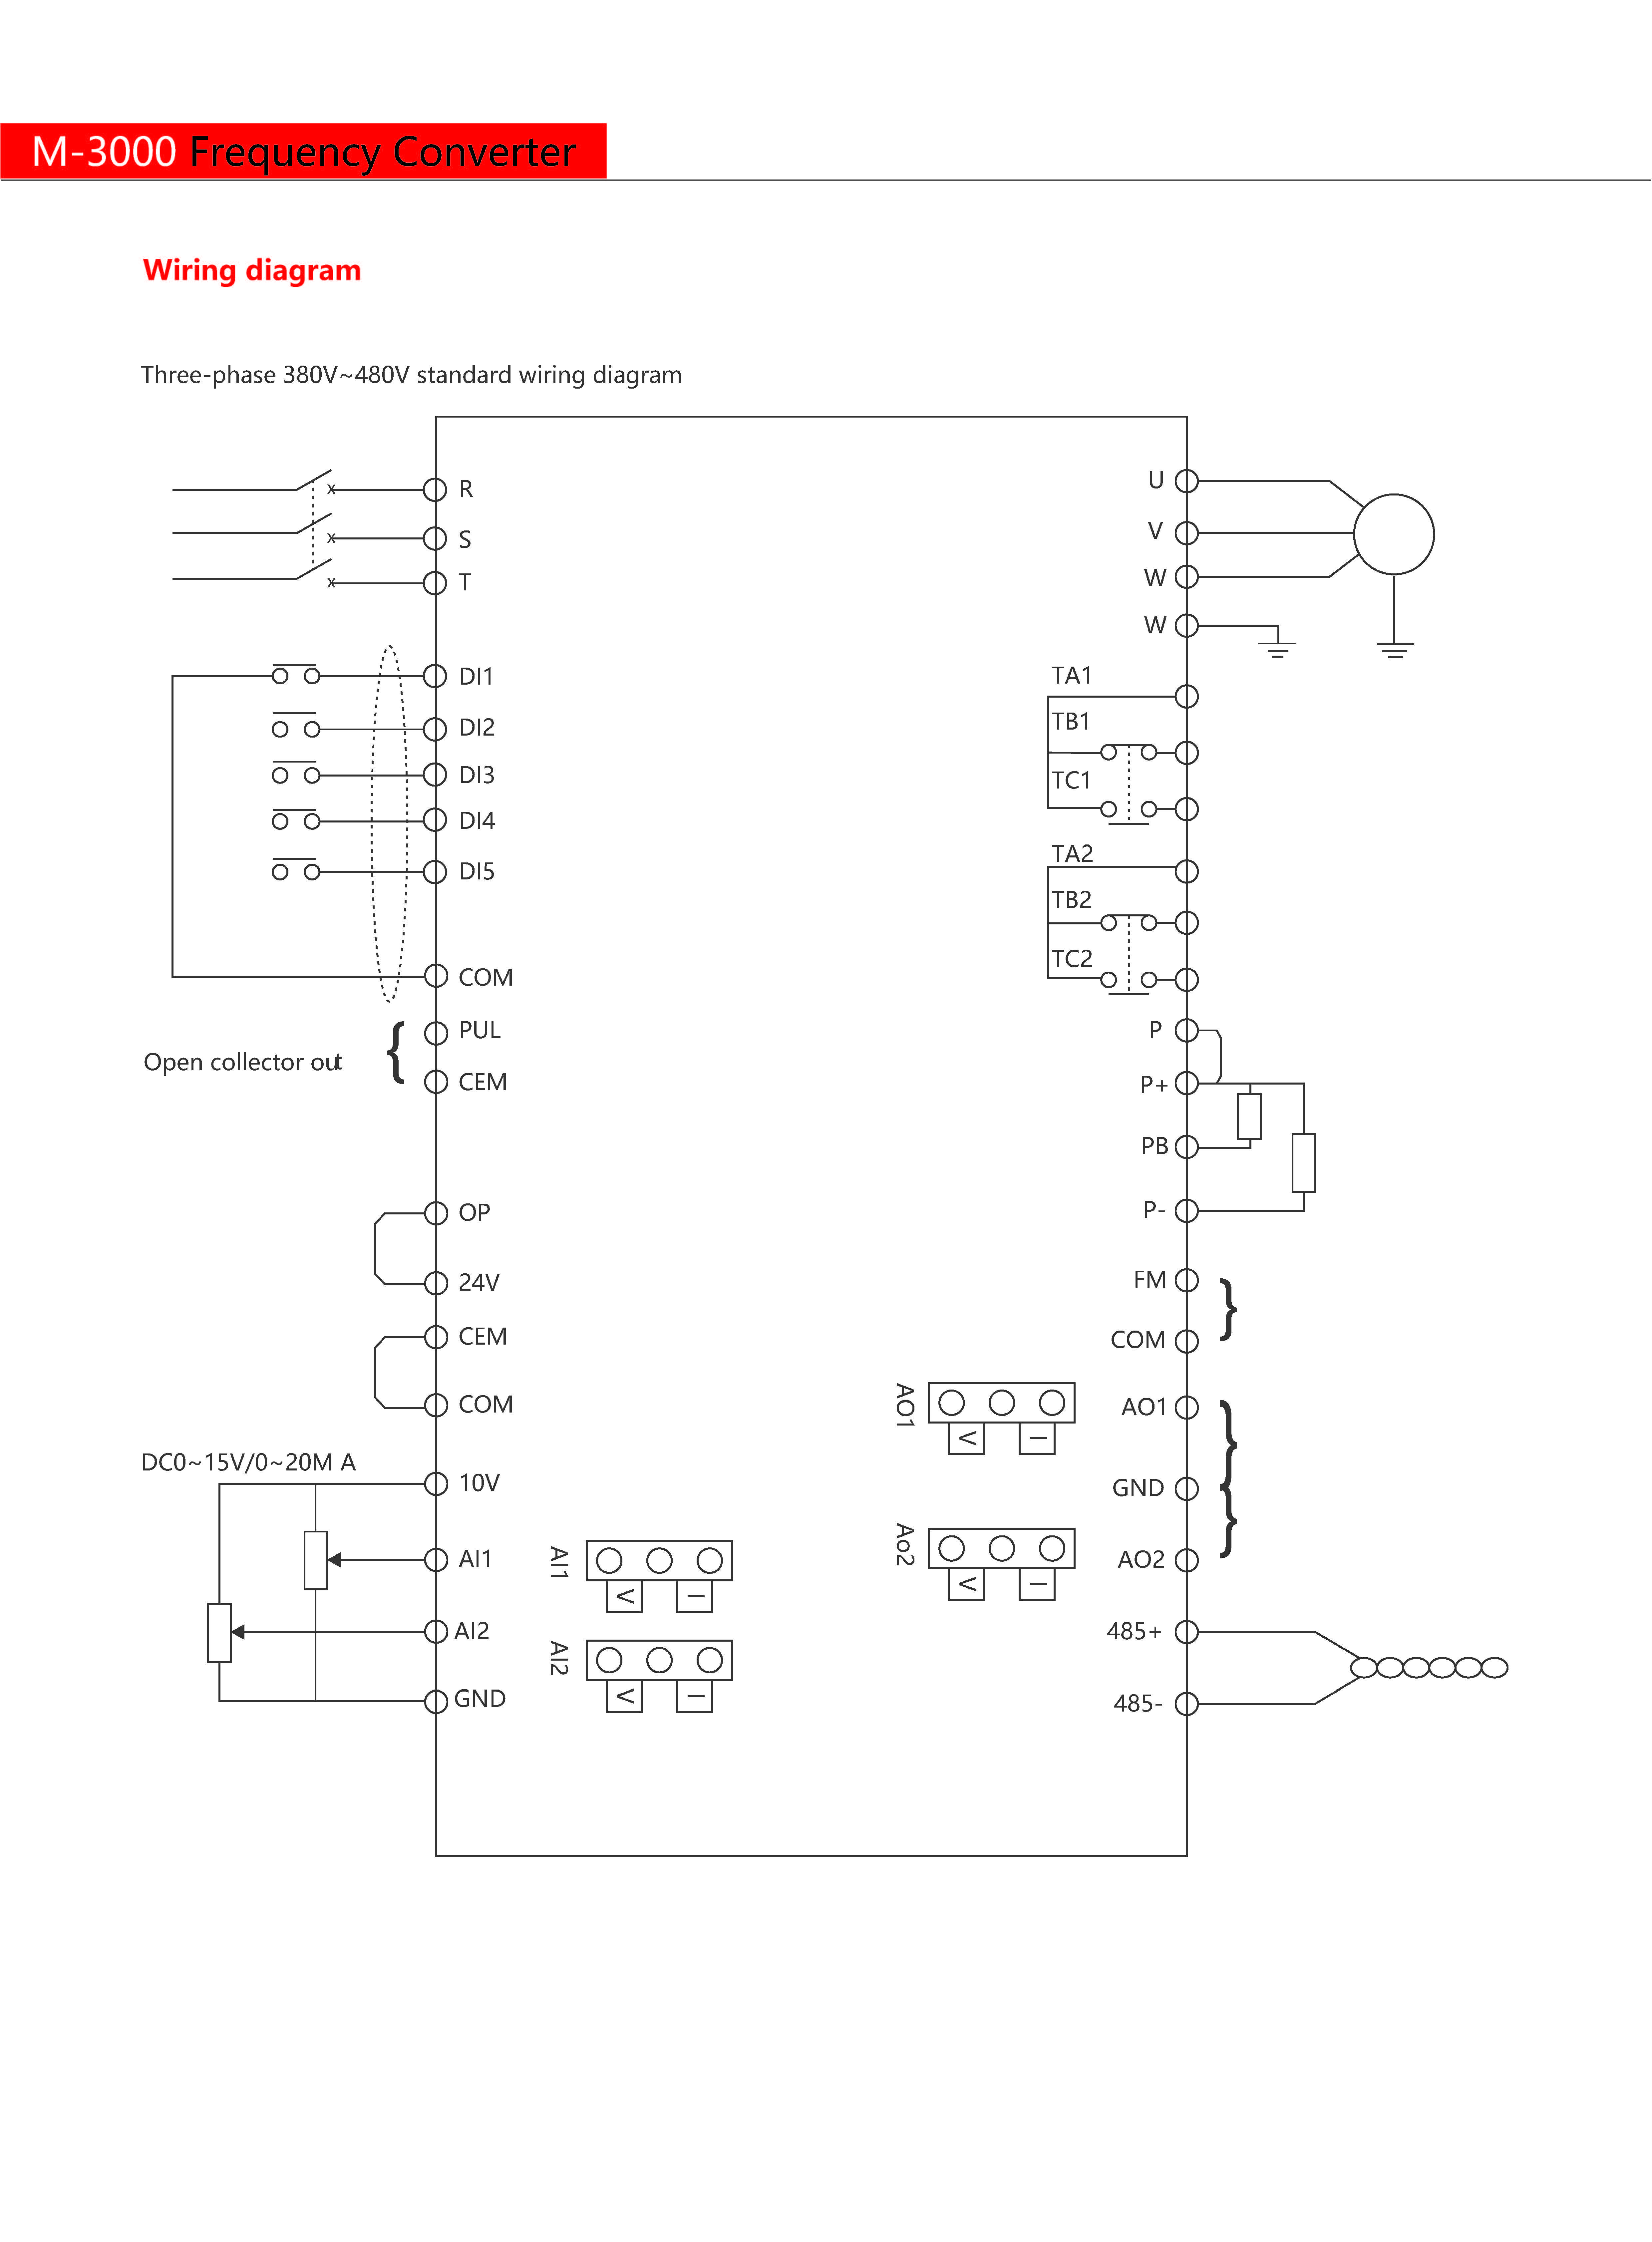 M-3000 Frequency Converter
Wiring diagram
Three-phase 380V~480V standard wiring diagram
R
S
T
DI1
DI2
DI3
DI4
DI5
COM
PUL
Open collector out
CEM
OP
24V
CEM
COM
DC0~15V/0~20M A
10V
AI1
AI2
GND
AI1
V I
AI2
V I
U
V
W
W
TA1
TB1
TC1
TA2
TB2
TC2
P
P+
PB
P-
FM
COM
AO1
V I
AO1
GND
Ao2
V I
AO2
485+
485-